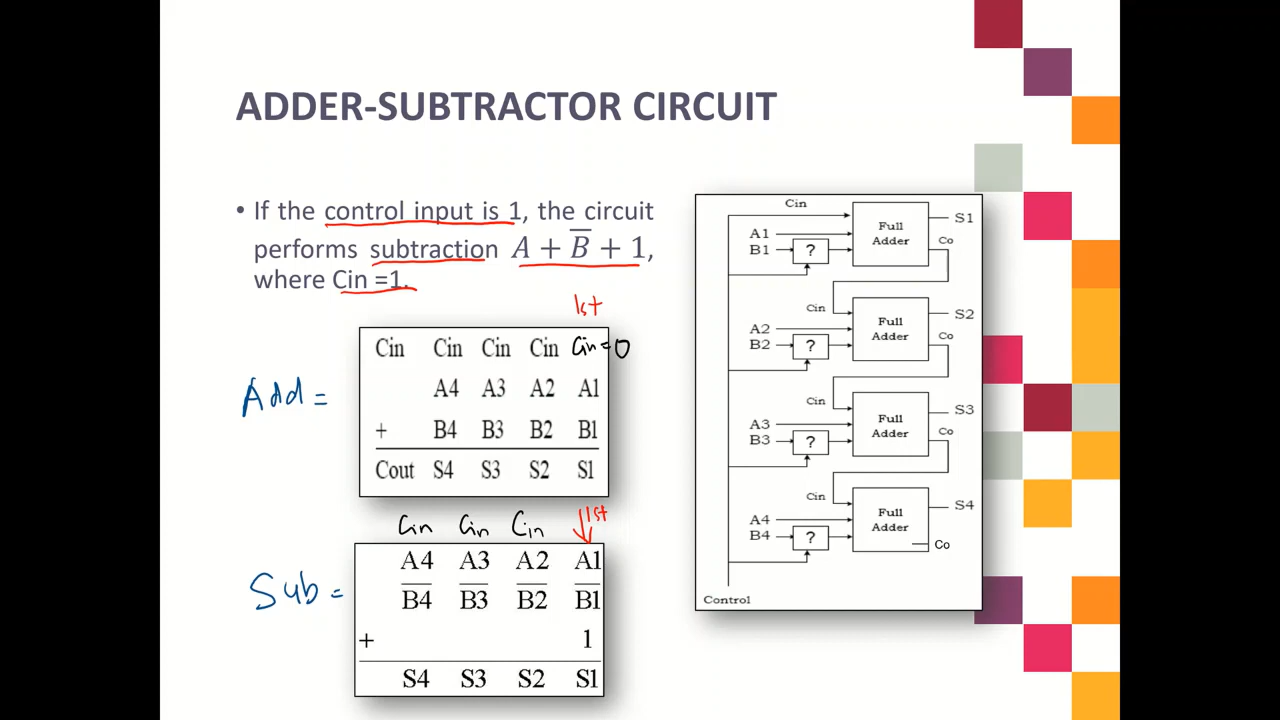 ADDER-SUBTRACTOR CIRCUIT
• If the control input is 1, the circuit
performs subtraction A + B̅ + 1,
where Cin =1.
1st
Cin Cin Cin Cin Cin=0
A4 A3 A2 A1
+ B4 B3 B2 B1
Cout S4 S3 S2 S1
Add =
Cin Cin Cin 1st
A4 A3 A2 A1
B4̅ B3̅ B2̅ B1̅
+ 1
S4 S3 S2 S1
Sub =
Cin
A1
B1
?
Full
Adder
S1
Co
Cin
A2
B2
?
Full
Adder
S2
Co
Cin
A3
B3
?
Full
Adder
S3
Co
Cin
A4
B4
?
Full
Adder
S4
Co
Control